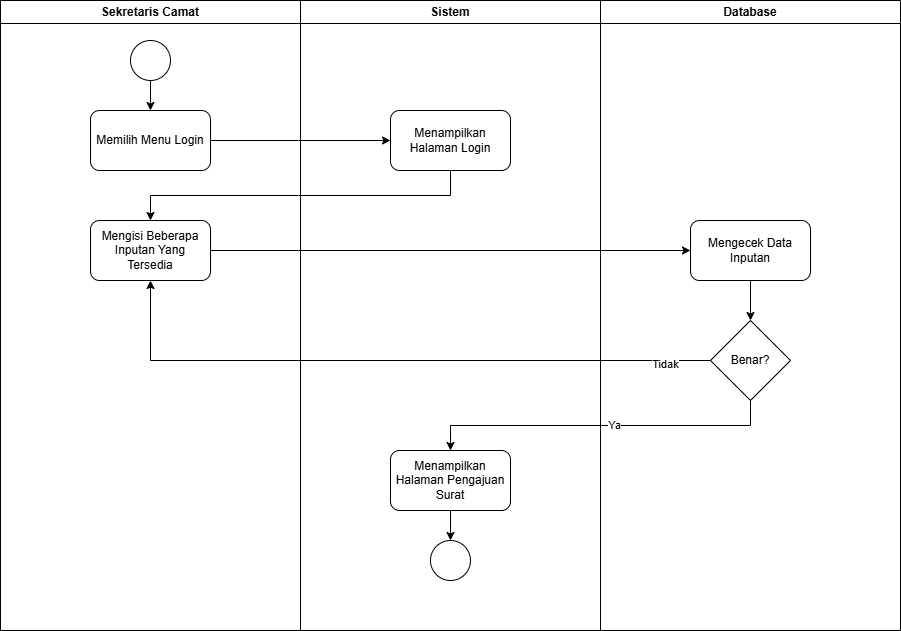 Sekretaris Camat
Sistem
Database
Memilih Menu Login
Menampilkan
Halaman Login
Mengisi Beberapa
Inputan Yang
Tersedia
Mengecek Data
Inputan
Benar?
Tidak
Ya
Menampilkan
Halaman Pengajuan
Surat